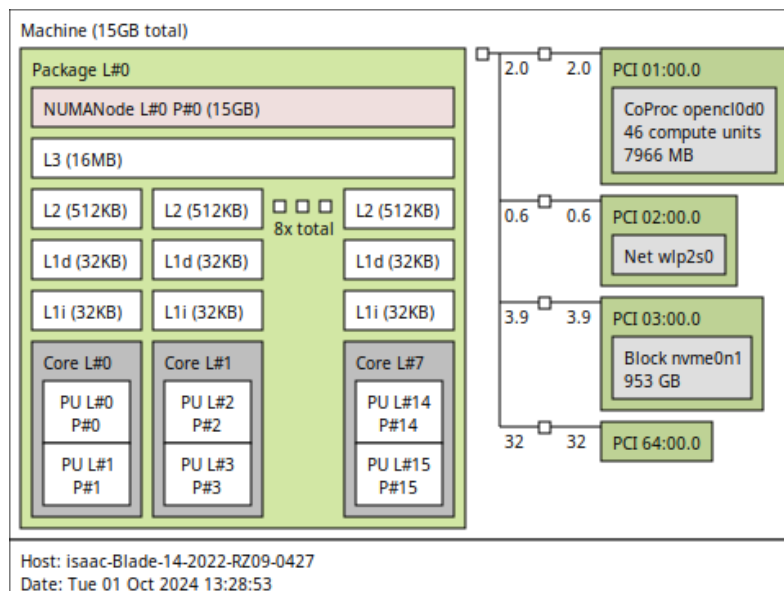 Machine (15GB total)
Package L#0
NUMANode L#0 P#0 (15GB)
L3 (16MB)
L2 (512KB)
L2 (512KB)
8x total
L2 (512KB)
L1d (32KB)
L1d (32KB)
L1d (32KB)
L1i (32KB)
L1i (32KB)
L1i (32KB)
Core L#0
PU L#0
P#0
PU L#1
P#1
Core L#1
PU L#2
P#2
PU L#3
P#3
Core L#7
PU L#14
P#14
PU L#15
P#15
2.0
2.0
PCI 01:00.0
CoProc opencl0d0
46 compute units
7966 MB
0.6
0.6
PCI 02:00.0
Net wlp2s0
3.9
3.9
PCI 03:00.0
Block nvme0n1
953 GB
32
32
PCI 64:00.0
Host: isaac-Blade-14-2022-RZ09-0427
Date: Tue 01 Oct 2024 13:28:53